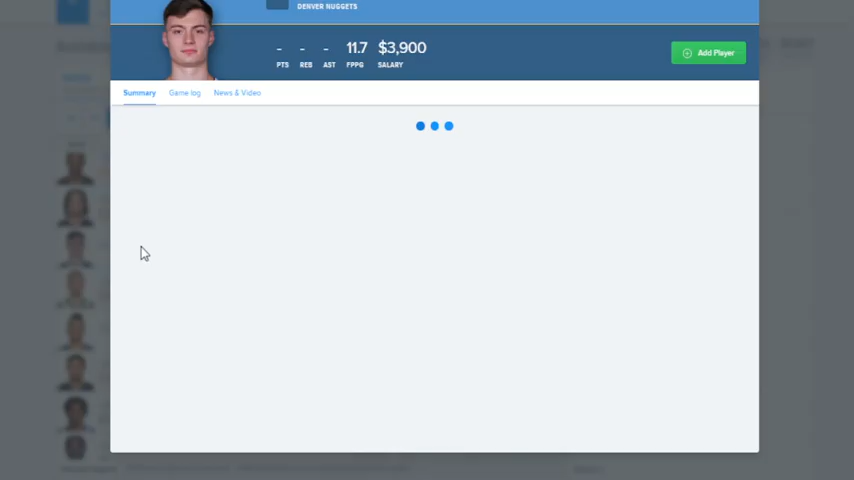 DENVER NUGGETS
- - - 11.7 $3,900
PTS REB AST FPPG SALARY
Add Player
Summary Game log News & Video